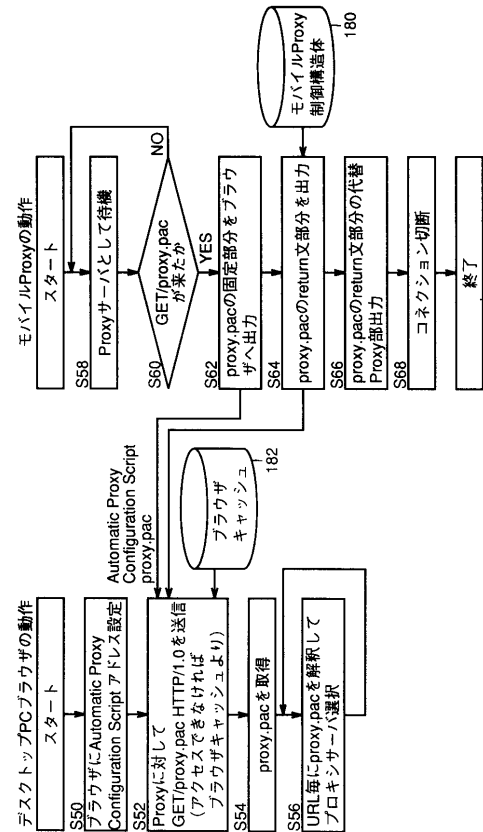 デスクトップPCブラウザの動作
スタート
S50
ブラウザにAutomatic Proxy
Configuration Scriptアドレス設定
S52
Proxyに対して
GET/proxy.pac HTTP/1.0を送信
(アクセスできなければ
ブラウザキャッシュより)
S54
proxy.pacを取得
S56
URL毎にproxy.pacを解釈して
プロキシサーバ選択
Automatic Proxy
Configuration Script
proxy.pac
ブラウザ
キャッシュ
182
モバイルProxyの動作
スタート
S58
Proxyサーバとして待機
S60
GET/proxy.pac
が来たか
NO
YES
S62
proxy.pacの固定部分をブラウ
ザへ出力
S64
proxy.pacのreturn文部分を出力
S66
proxy.pacのreturn文部分の代替
Proxy部出力
S68
コネクション切断
終了
モバイルProxy
制御構造体
180